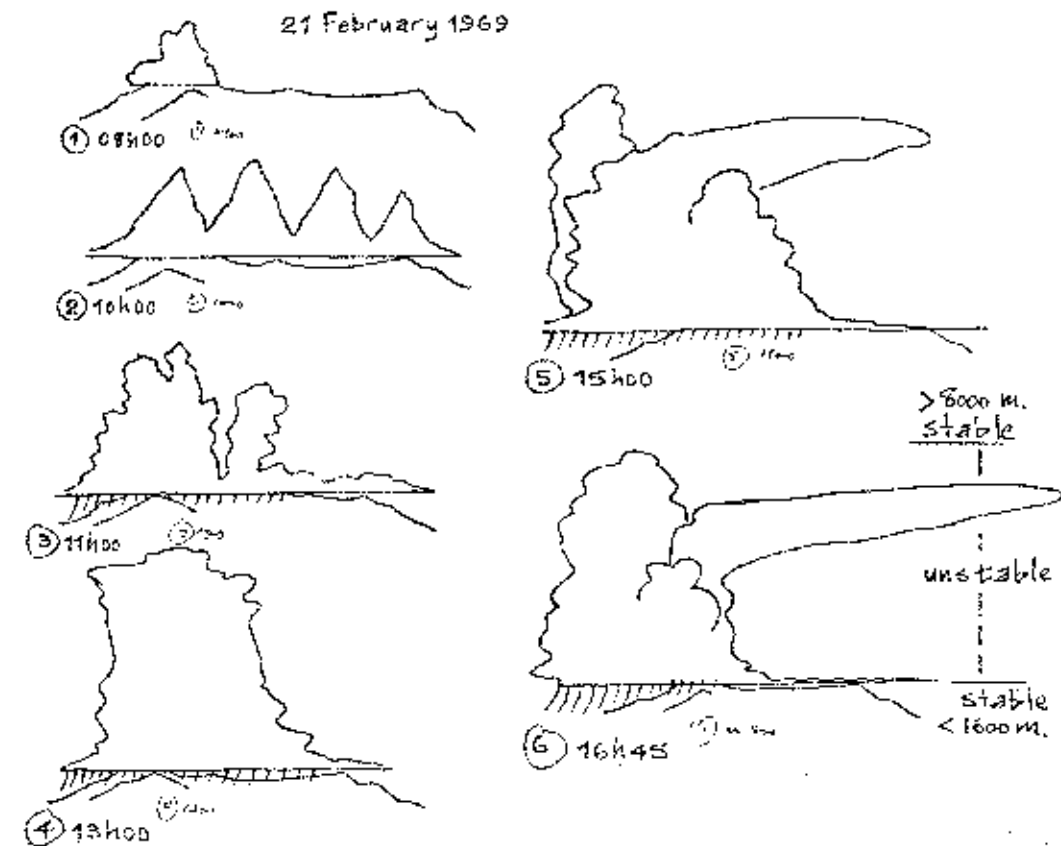 21 February 1969
1 08h00
2 10h00
3 11h00
4 13h00
5 15h00
> 8000 m.
stable
unstable
stable
< 1600 m.
6 16h45